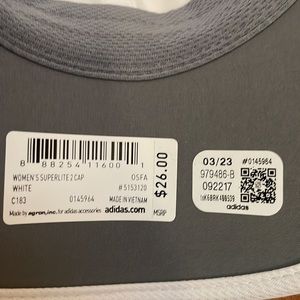 8 88254 11600 1
WOMEN'S SUPERLITE 2 CAP OSFA
WHITE #5153120
C183 0145964 MADE IN VIETNAM
Made by agron, inc. for adidas accessories adidas.com MSRP
$26.00
03/23 #0145964
979486-B
092217
adidas